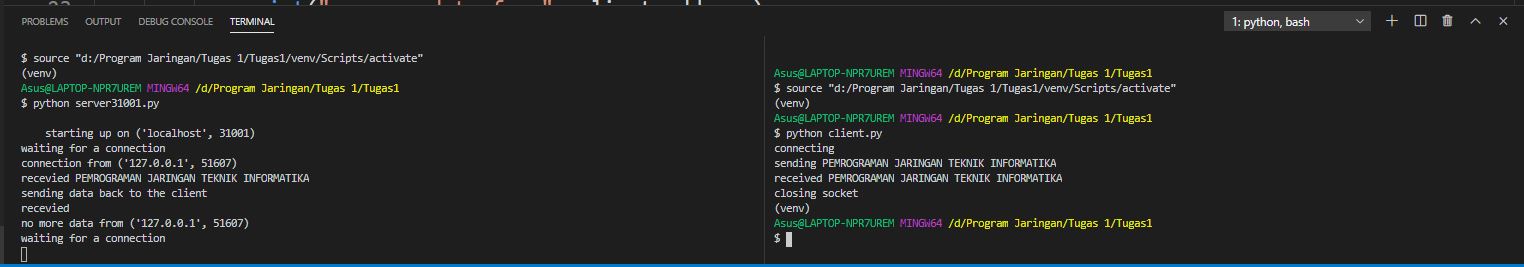 PROBLEMS OUTPUT DEBUG CONSOLE TERMINAL
1: python, bash
$ source "d:/Program Jaringan/Tugas 1/Tugas1/venv/Scripts/activate"
(venv)
Asus@LAPTOP-NPR7UREM MINGW64 /d/Program Jaringan/Tugas 1/Tugas1
$ python server31001.py
starting up on ('localhost', 31001)
waiting for a connection
connection from ('127.0.0.1', 51607)
recevied PEMROGRAMAN JARINGAN TEKNIK INFORMATIKA
sending data back to the client
recevied
no more data from ('127.0.0.1', 51607)
waiting for a connection
Asus@LAPTOP-NPR7UREM MINGW64 /d/Program Jaringan/Tugas 1/Tugas1
$ source "d:/Program Jaringan/Tugas 1/Tugas1/venv/Scripts/activate"
(venv)
Asus@LAPTOP-NPR7UREM MINGW64 /d/Program Jaringan/Tugas 1/Tugas1
$ python client.py
connecting
sending PEMROGRAMAN JARINGAN TEKNIK INFORMATIKA
received PEMROGRAMAN JARINGAN TEKNIK INFORMATIKA
closing socket
(venv)
Asus@LAPTOP-NPR7UREM MINGW64 /d/Program Jaringan/Tugas 1/Tugas1
$